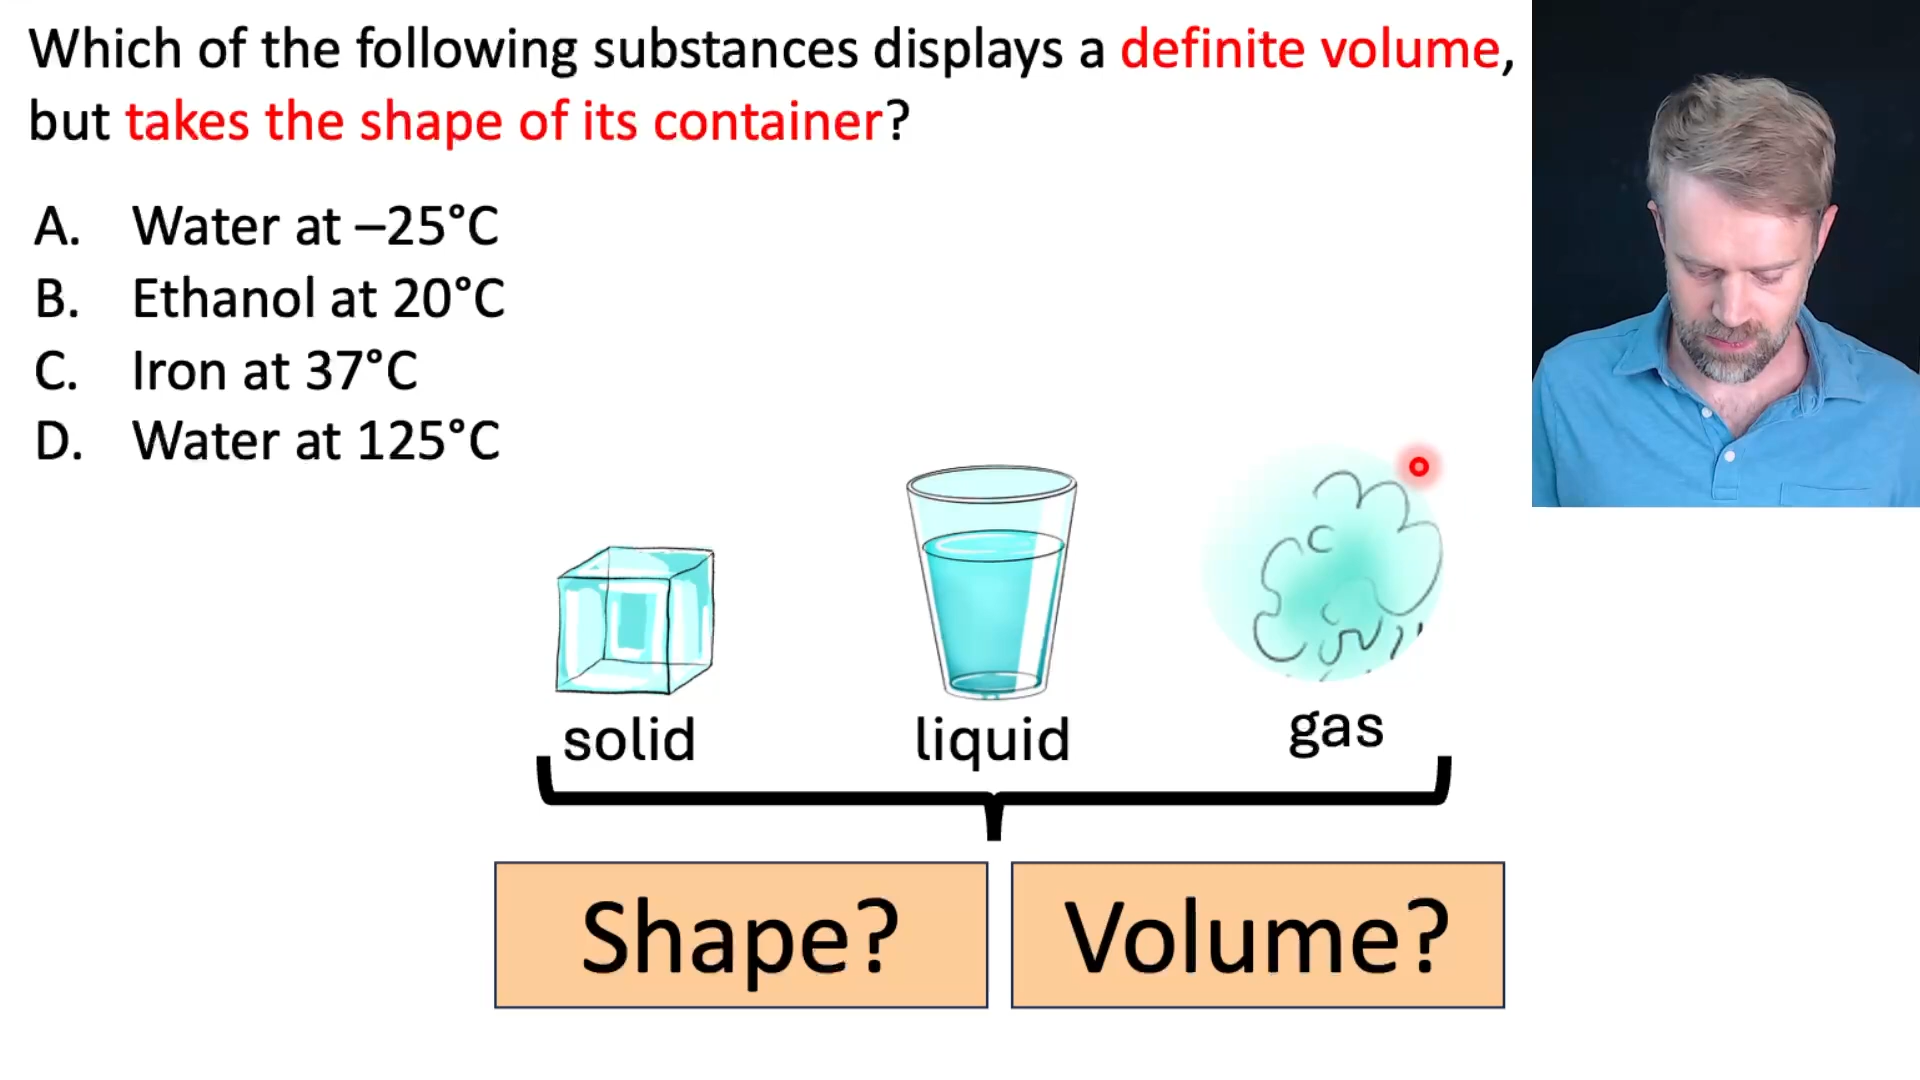 Which of the following substances displays a definite volume,
but takes the shape of its container?
A. Water at –25°C
B. Ethanol at 20°C
C. Iron at 37°C
D. Water at 125°C
solid liquid gas
Shape? Volume?